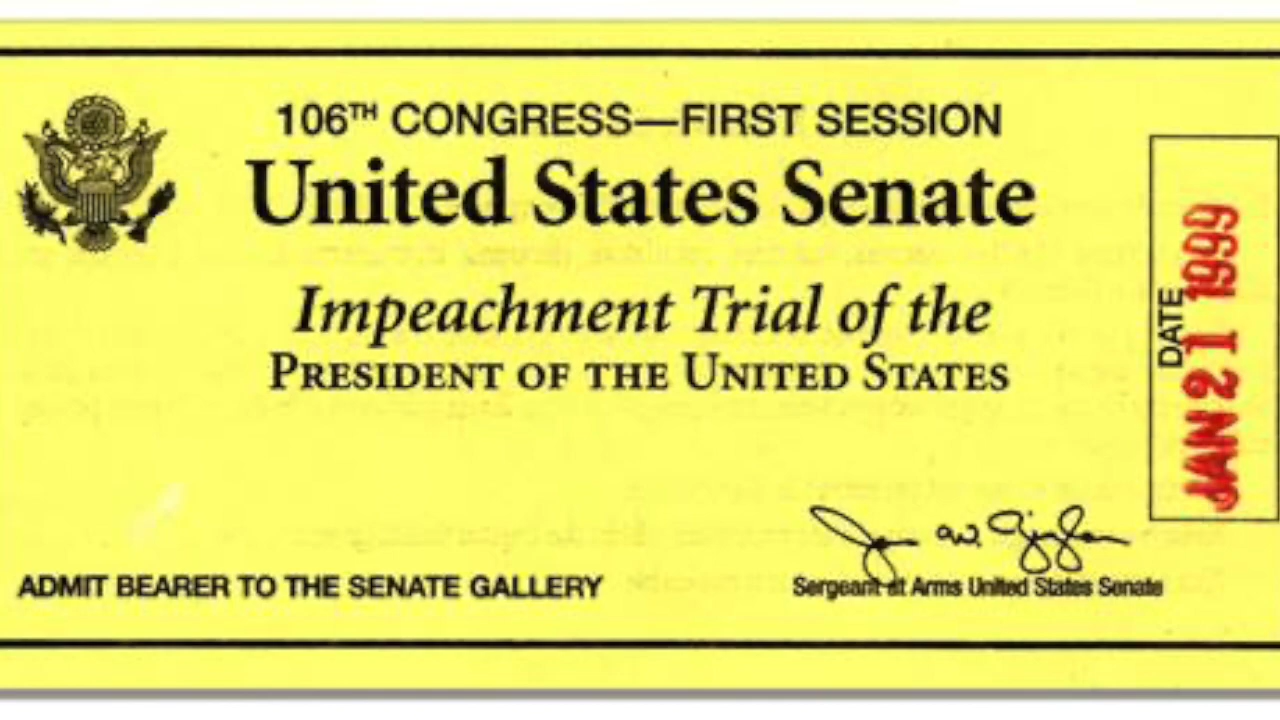 106TH CONGRESS—FIRST SESSION
United States Senate
Impeachment Trial of the
PRESIDENT OF THE UNITED STATES
DATE
JAN 21 1999
ADMIT BEARER TO THE SENATE GALLERY
Sergeant at Arms United States Senate